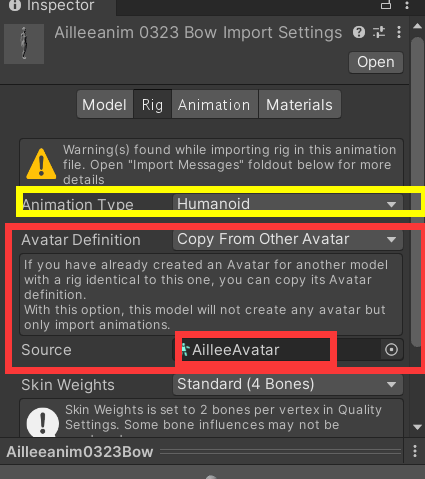 Inspector
Ailleeanim 0323 Bow Import Settings
Open
Model Rig Animation Materials
Warning(s) found while importing rig in this animation
file. Open "Import Messages" foldout below for more
details
Animation Type Humanoid
Avatar Definition Copy From Other Avatar
If you have already created an Avatar for another model
with a rig identical to this one, you can copy its Avatar
definition.
With this option, this model will not create any avatar but
only import animations.
Source AilleeAvatar
Skin Weights Standard (4 Bones)
Skin Weights is set to 2 bones per vertex in Quality
Settings. Some bone influences may not be
Ailleeanim0323Bow